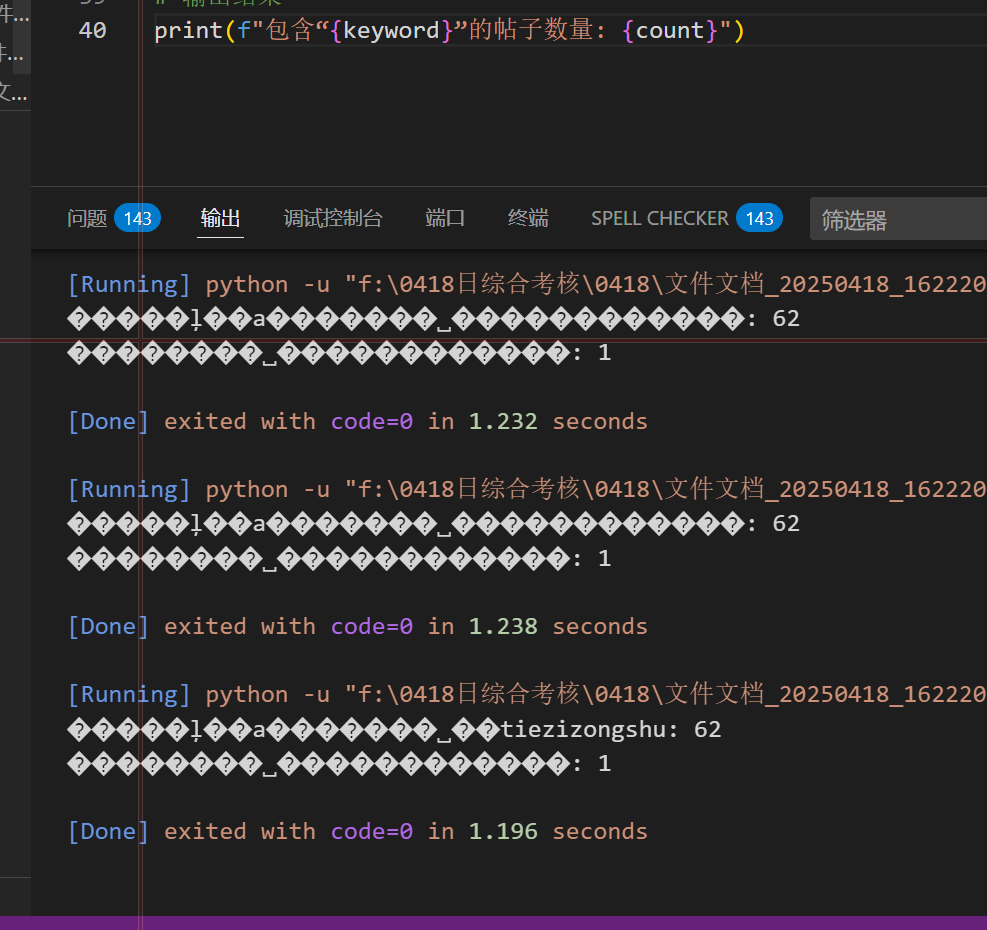 件...
件...
文...
# 输出结果
40 print(f"包含“{keyword}”的帖子数量: {count}")
问题 143 输出 调试控制台 端口 终端 SPELL CHECKER 143 筛选器
[Running] python -u "f:\0418日综合考核\0418\文件文档_20250418_162220
�����ļ��а�������␣�����������: 62
��������␣������������: 1
[Done] exited with code=0 in 1.232 seconds
[Running] python -u "f:\0418日综合考核\0418\文件文档_20250418_162220
�����ļ��а�������␣�����������: 62
��������␣������������: 1
[Done] exited with code=0 in 1.238 seconds
[Running] python -u "f:\0418日综合考核\0418\文件文档_20250418_162220
�����ļ��а�������␣��tiezizongshu: 62
��������␣������������: 1
[Done] exited with code=0 in 1.196 seconds